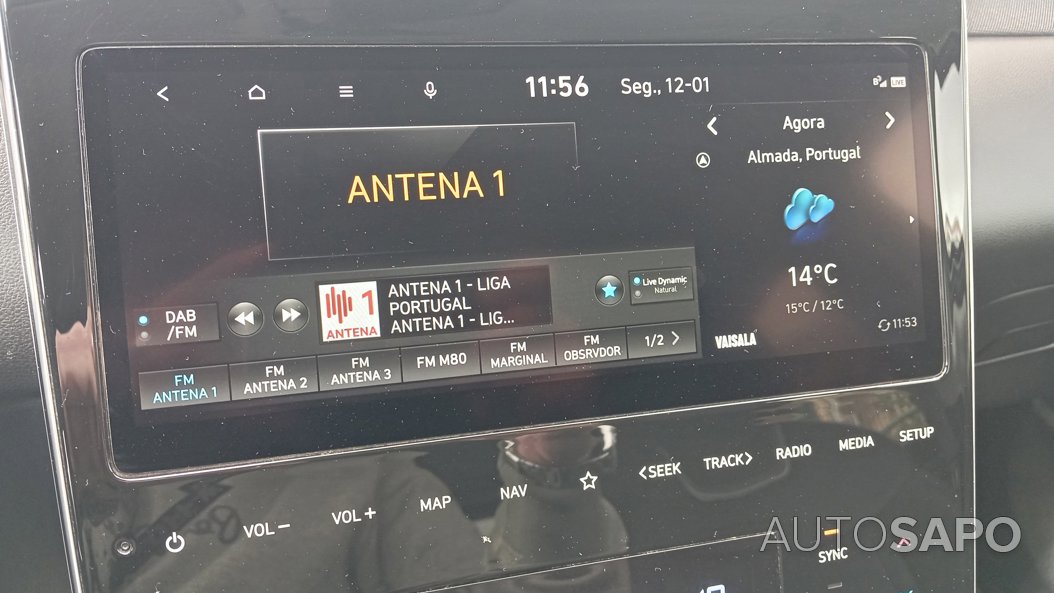 11:56 Seg., 12-01 LIVE
Agora
Almada, Portugal
ANTENA 1
14°C
15°C / 12°C
11:53
VAISALA
DAB
/FM
1
ANTENA
ANTENA 1 - LIGA
PORTUGAL
ANTENA 1 - LIG...
Live Dynamic
Natural
FM
ANTENA 1
FM
ANTENA 2
FM
ANTENA 3
FM M80
FM
MARGINAL
FM
OBSRVDOR
1/2 >
VOL− VOL+ MAP NAV <SEEK TRACK> RADIO MEDIA SETUP
SYNC
AUTOSAPO